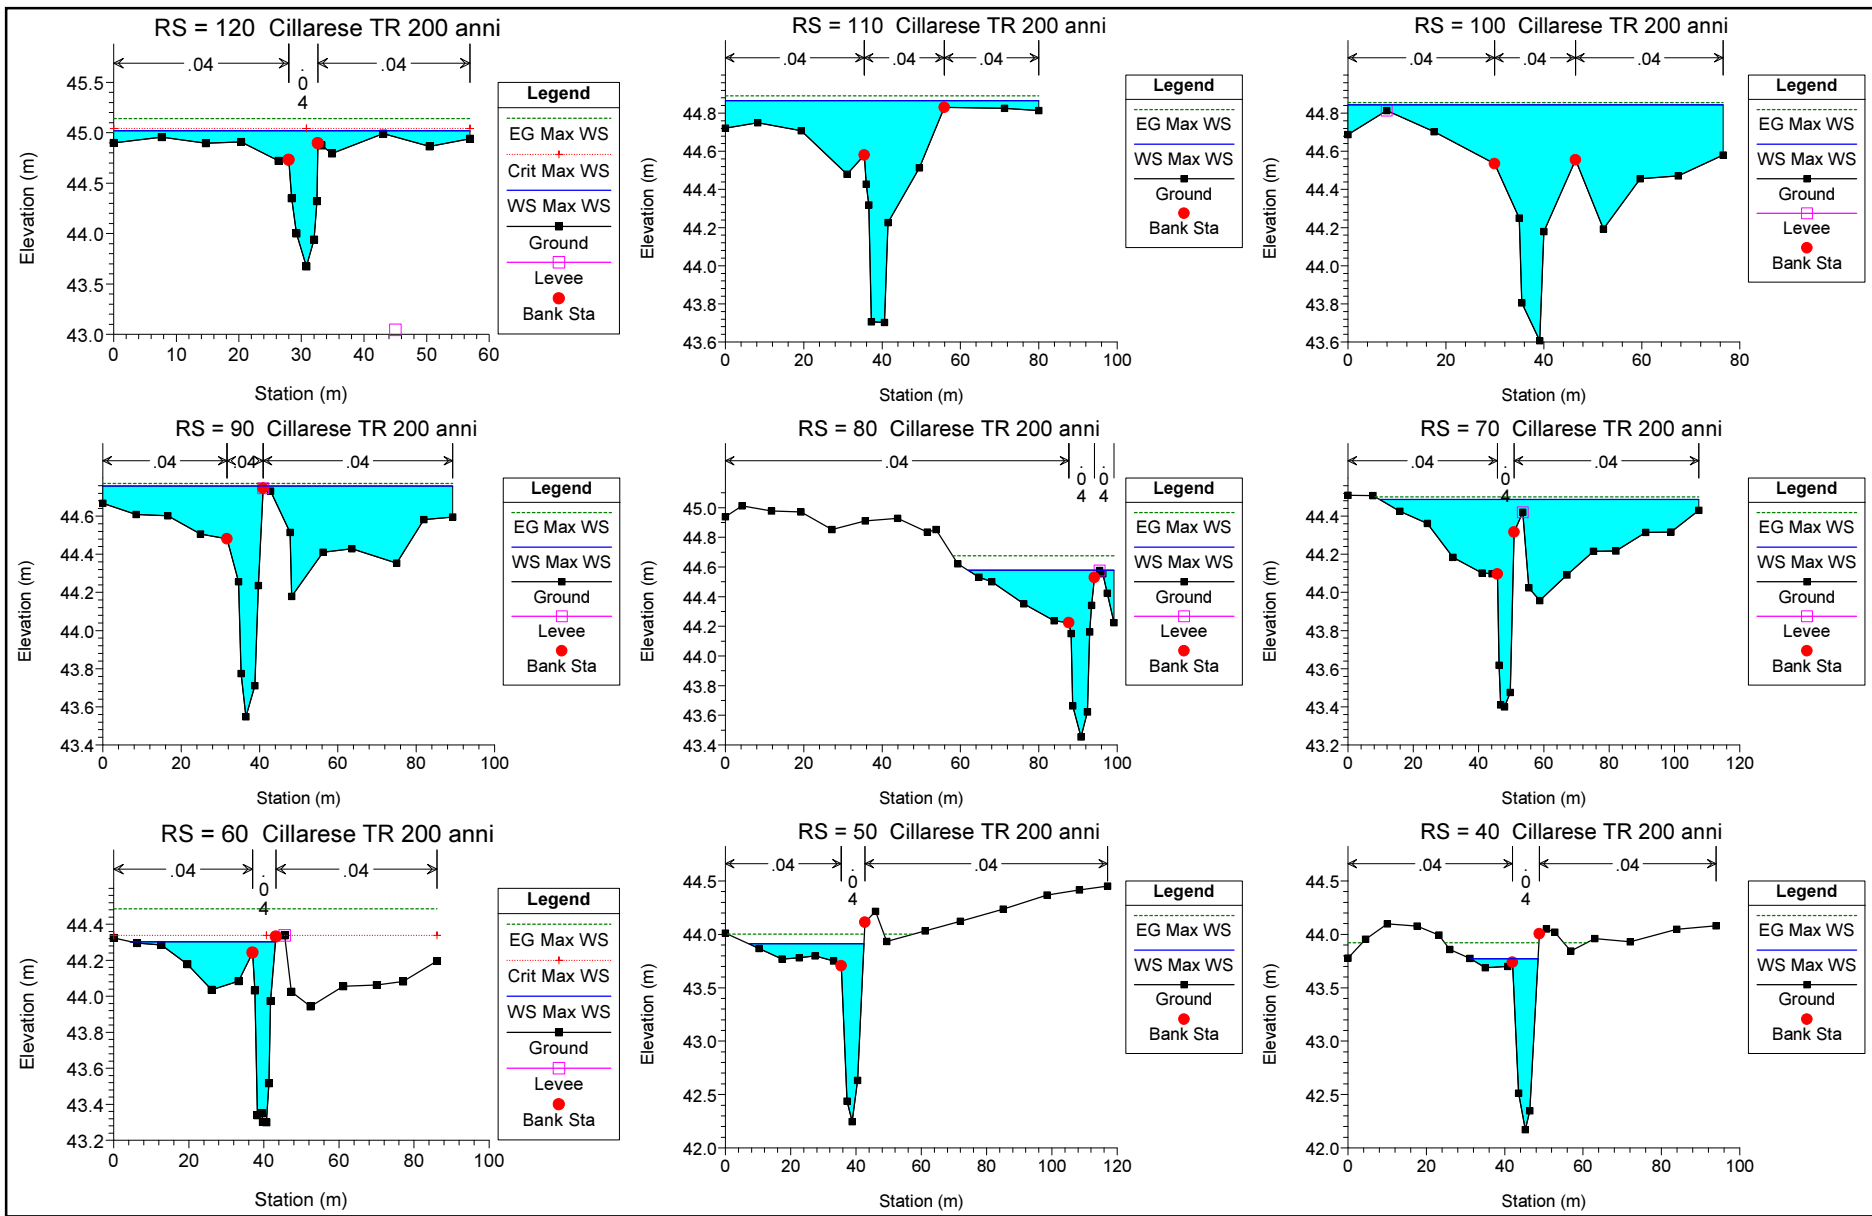 RS = 120 Cillarese TR 200 anni
.04
.04
.04
45.5
45.0
44.5
44.0
43.5
43.0
Elevation (m)
0 10 20 30 40 50 60
Station (m)
Legend
EG Max WS
Crit Max WS
WS Max WS
Ground
Levee
Bank Sta
RS = 110 Cillarese TR 200 anni
.04
.04
.04
44.8
44.6
44.4
44.2
44.0
43.8
43.6
Elevation (m)
0 20 40 60 80 100
Station (m)
Legend
EG Max WS
WS Max WS
Ground
Bank Sta
RS = 100 Cillarese TR 200 anni
.04
.04
.04
44.8
44.6
44.4
44.2
44.0
43.8
43.6
Elevation (m)
0 20 40 60 80
Station (m)
Legend
EG Max WS
WS Max WS
Ground
Levee
Bank Sta
RS = 90 Cillarese TR 200 anni
.04
.04
.04
44.6
44.4
44.2
44.0
43.8
43.6
43.4
Elevation (m)
0 20 40 60 80 100
Station (m)
Legend
EG Max WS
WS Max WS
Ground
Levee
Bank Sta
RS = 80 Cillarese TR 200 anni
.04
.04
.04
45.0
44.8
44.6
44.4
44.2
44.0
43.8
43.6
43.4
Elevation (m)
0 20 40 60 80 100
Station (m)
Legend
EG Max WS
WS Max WS
Ground
Levee
Bank Sta
RS = 70 Cillarese TR 200 anni
.04
.04
.04
44.4
44.2
44.0
43.8
43.6
43.4
43.2
Elevation (m)
0 20 40 60 80 100 120
Station (m)
Legend
EG Max WS
WS Max WS
Ground
Levee
Bank Sta
RS = 60 Cillarese TR 200 anni
.04
.04
.04
44.4
44.2
44.0
43.8
43.6
43.4
43.2
Elevation (m)
0 20 40 60 80 100
Station (m)
Legend
EG Max WS
Crit Max WS
WS Max WS
Ground
Levee
Bank Sta
RS = 50 Cillarese TR 200 anni
.04
.04
.04
44.5
44.0
43.5
43.0
42.5
42.0
Elevation (m)
0 20 40 60 80 100 120
Station (m)
Legend
EG Max WS
WS Max WS
Ground
Bank Sta
RS = 40 Cillarese TR 200 anni
.04
.04
.04
44.5
44.0
43.5
43.0
42.5
42.0
Elevation (m)
0 20 40 60 80 100
Station (m)
Legend
EG Max WS
WS Max WS
Ground
Bank Sta